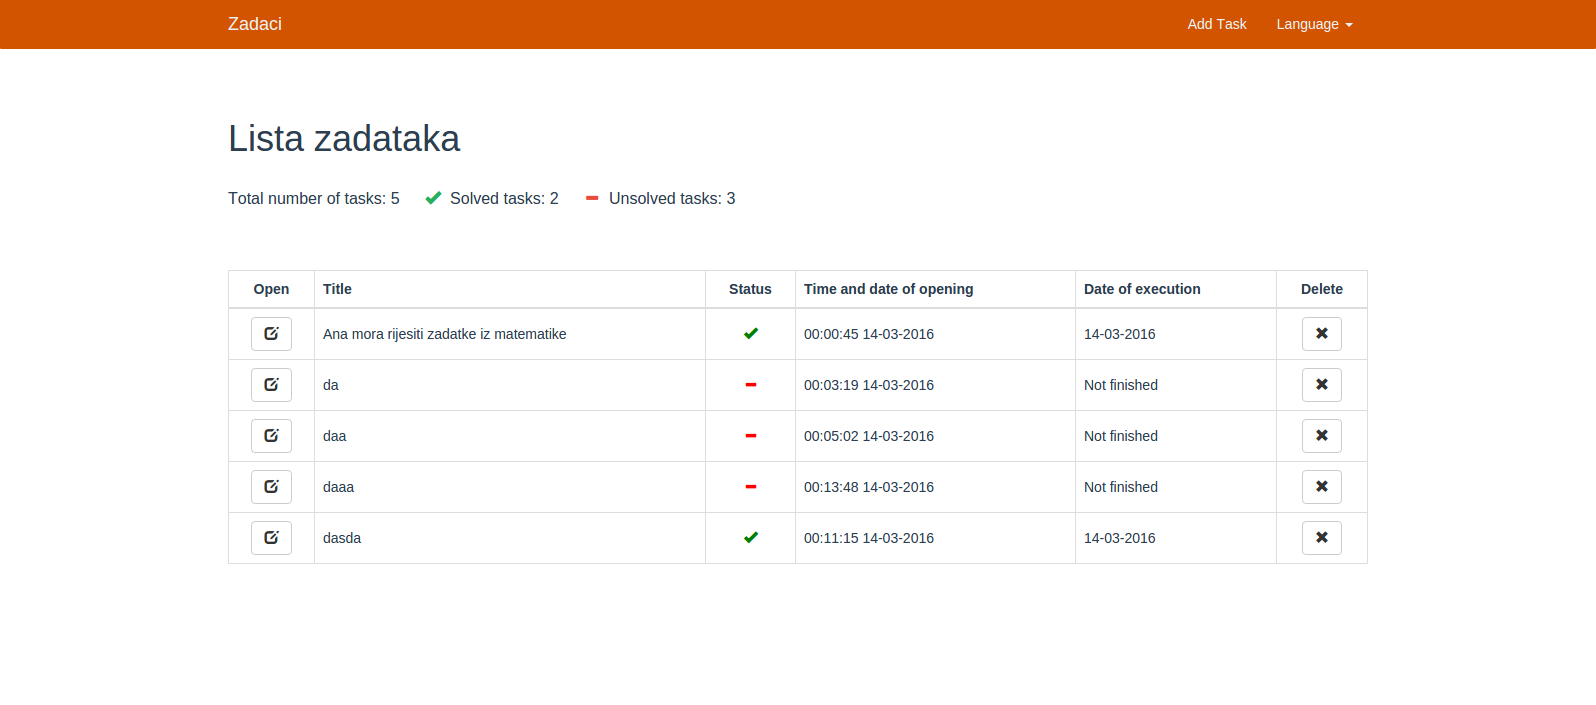 Zadaci Add Task Language
Lista zadataka
Total number of tasks: 5 Solved tasks: 2 Unsolved tasks: 3
Open Title Status Time and date of opening Date of execution Delete
Ana mora rijesiti zadatke iz matematike 00:00:45 14-03-2016 14-03-2016
da 00:03:19 14-03-2016 Not finished
daa 00:05:02 14-03-2016 Not finished
daaa 00:13:48 14-03-2016 Not finished
dasda 00:11:15 14-03-2016 14-03-2016